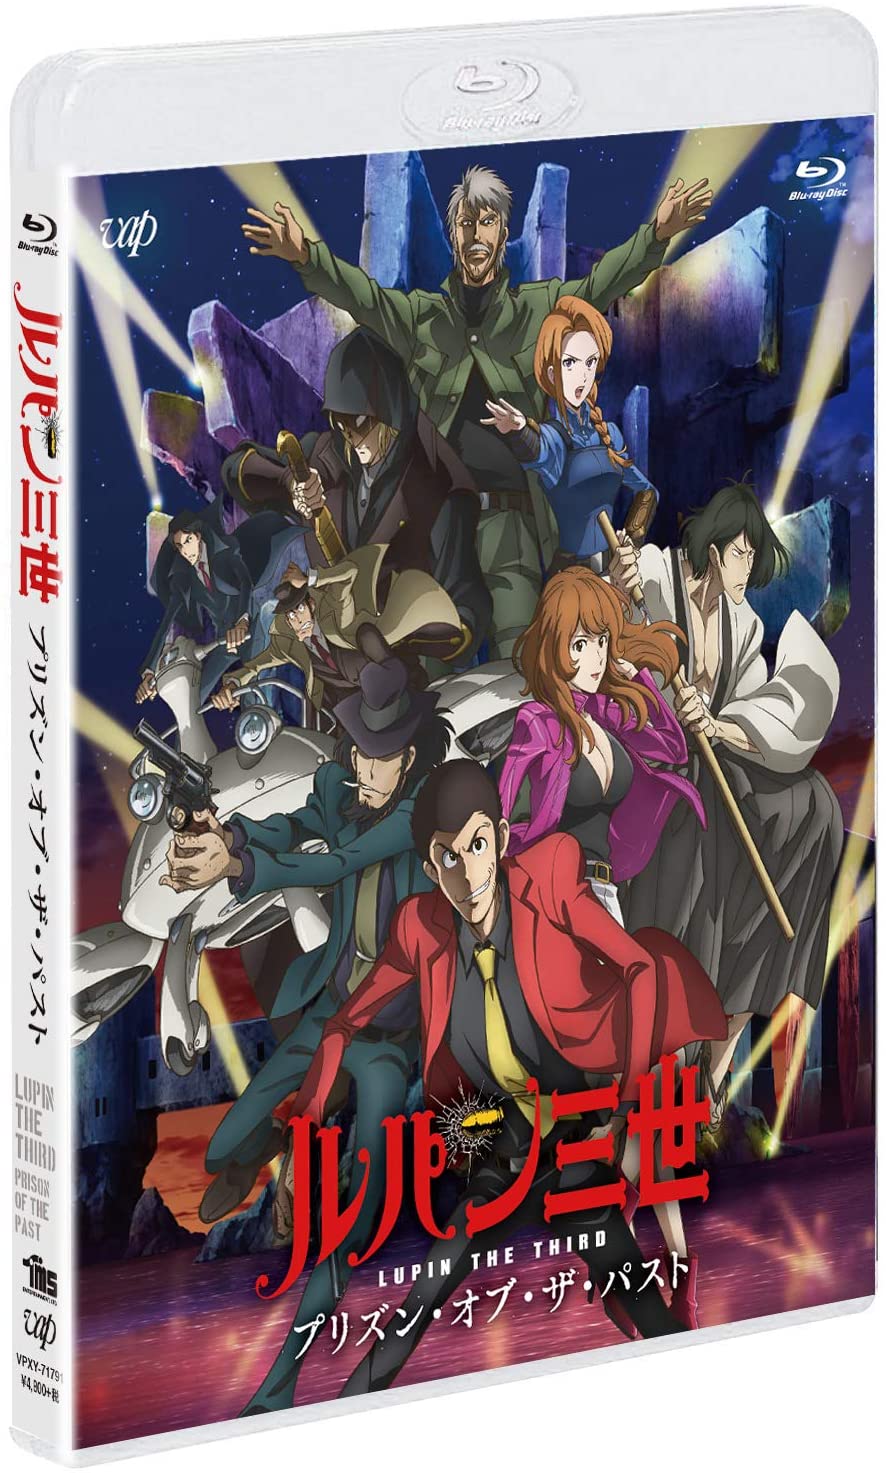 Blu-ray Disc
Blu-ray Disc
vap
ルパン三世
LUPIN THE THIRD
プリズン・オブ・ザ・パスト
Blu-ray Disc
ルパン三世
プリズン・オブ・ザ・パスト
LUPIN
THE
THIRD
PRISON
OF THE
PAST
tms
ENTERTAINMENT
vap
VPXY-71791
¥4,900+税